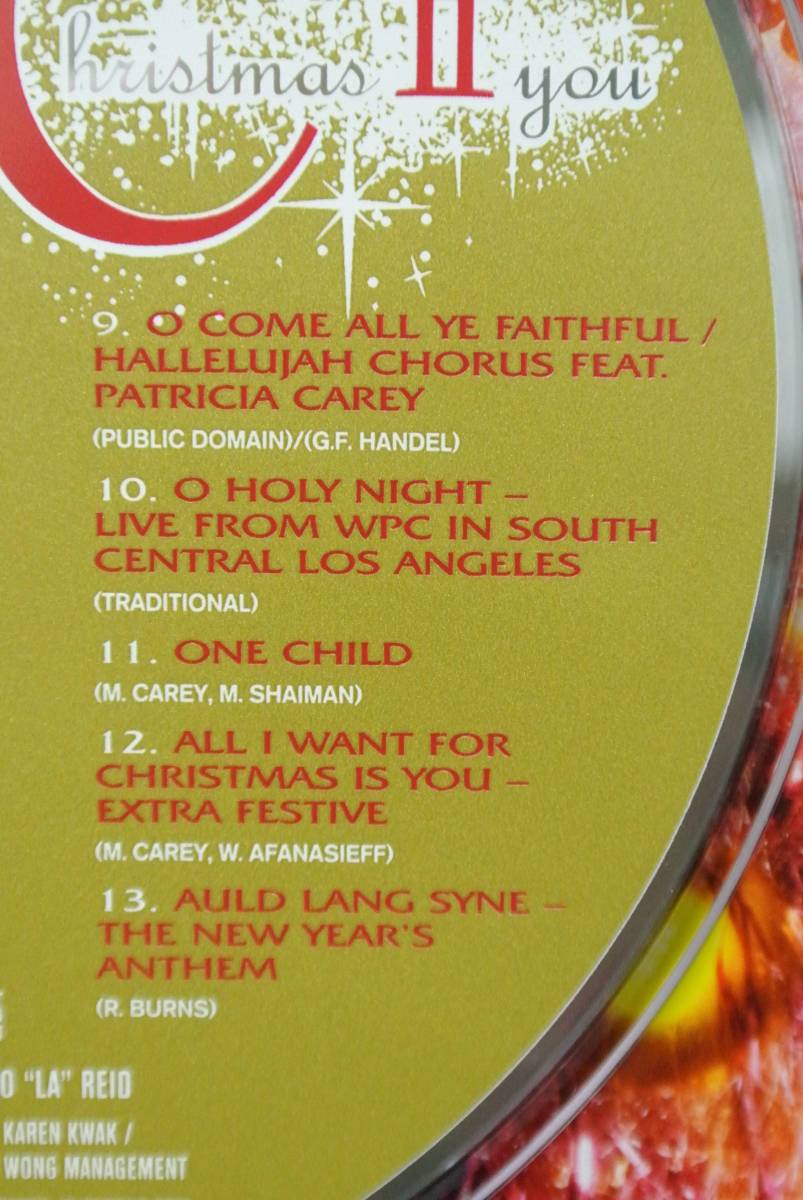 Christmas II you
9. O COME ALL YE FAITHFUL /
HALLELUJAH CHORUS FEAT.
PATRICIA CAREY
(PUBLIC DOMAIN)/(G.F. HANDEL)
10. O HOLY NIGHT –
LIVE FROM WPC IN SOUTH
CENTRAL LOS ANGELES
(TRADITIONAL)
11. ONE CHILD
(M. CAREY, M. SHAIMAN)
12. ALL I WANT FOR
CHRISTMAS IS YOU –
EXTRA FESTIVE
(M. CAREY, W. AFANASIEFF)
13. AULD LANG SYNE –
THE NEW YEAR'S
ANTHEM
(R. BURNS)
O "LA" REID
KAREN KWAK /
WONG MANAGEMENT